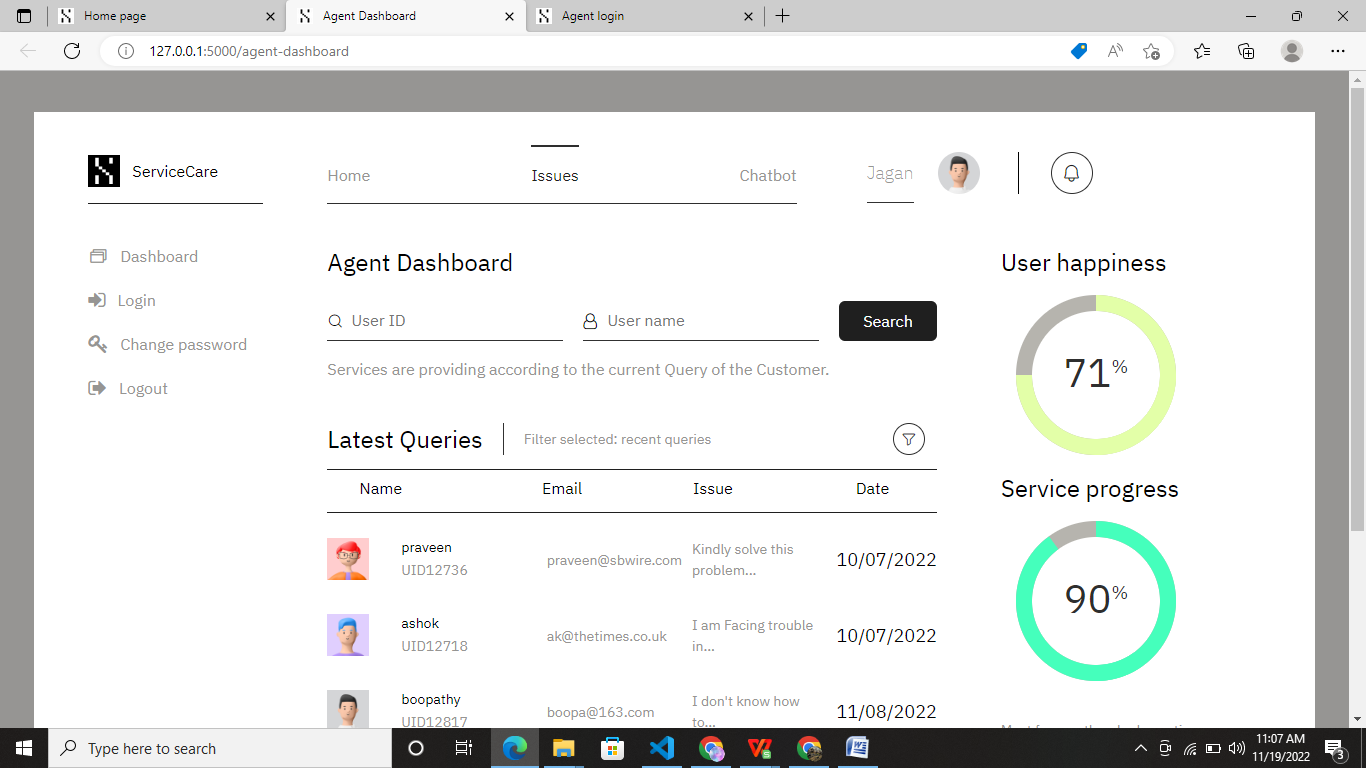 Home page
Agent Dashboard
Agent login
127.0.0.1:5000/agent-dashboard
ServiceCare
Home
Issues
Chatbot
Jagan
Dashboard
Login
Change password
Logout
Agent Dashboard
User ID
User name
Search
Services are providing according to the current Query of the Customer.
Latest Queries
Filter selected: recent queries
Name Email Issue Date
praveen
UID12736
praveen@sbwire.com
Kindly solve this
problem...
10/07/2022
ashok
UID12718
ak@thetimes.co.uk
I am Facing trouble
in...
10/07/2022
boopathy
UID12817
boopa@163.com
I don't know how
to...
11/08/2022
User happiness
71%
Service progress
90%
Type here to search
11:07 AM
11/19/2022
3